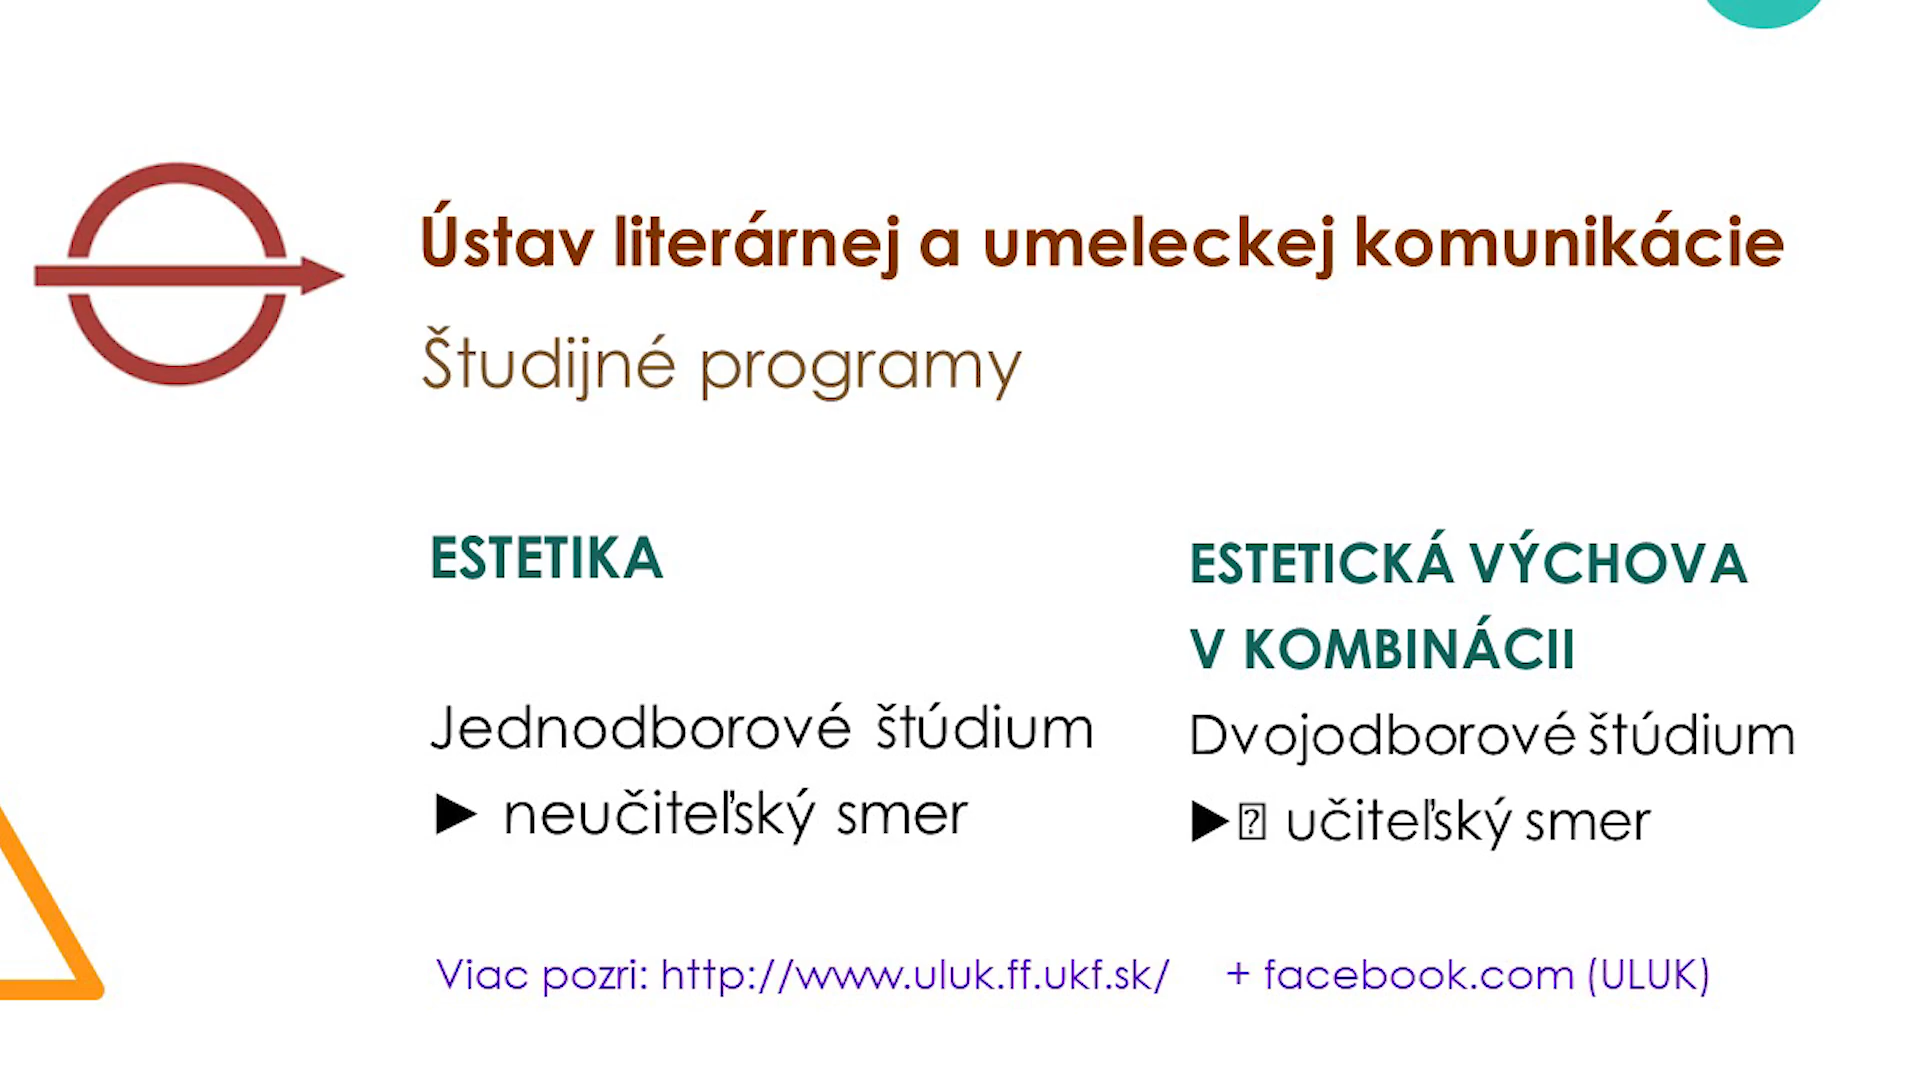 Ústav literárnej a umeleckej komunikácie
Študijné programy
ESTETIKA
Jednodborové štúdium
► neučiteľský smer
ESTETICKÁ VÝCHOVA
V KOMBINÁCII
Dvojodborové štúdium
► učiteľský smer
Viac pozri: http://www.uluk.ff.ukf.sk/ + facebook.com (ULUK)